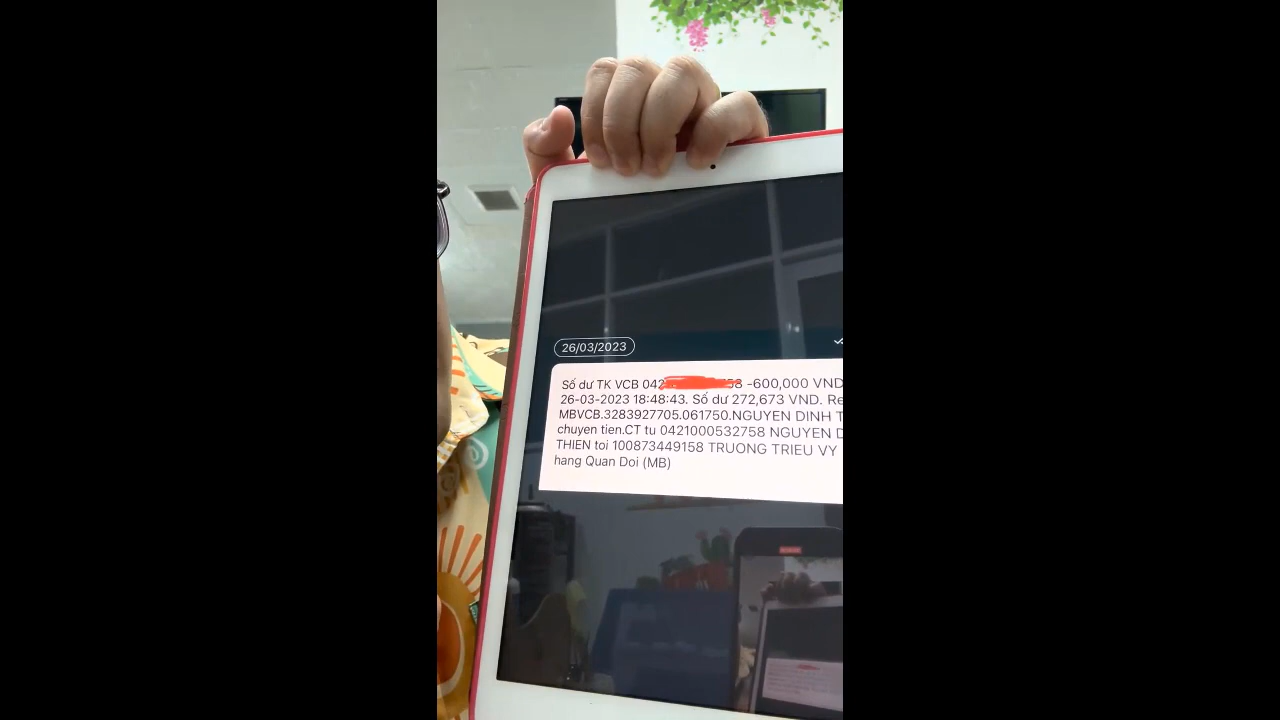 26/03/2023
Số dư TK VCB 042 58 -600,000 VND
26-03-2023 18:48:43. Số dư 272,673 VND.
MBVCB.3283927705.061750.NGUYEN DINH T
chuyen tien.CT tu 0421000532758 NGUYEN D
THIEN toi 100873449158 TRUONG TRIEU VY
hang Quan Doi (MB)